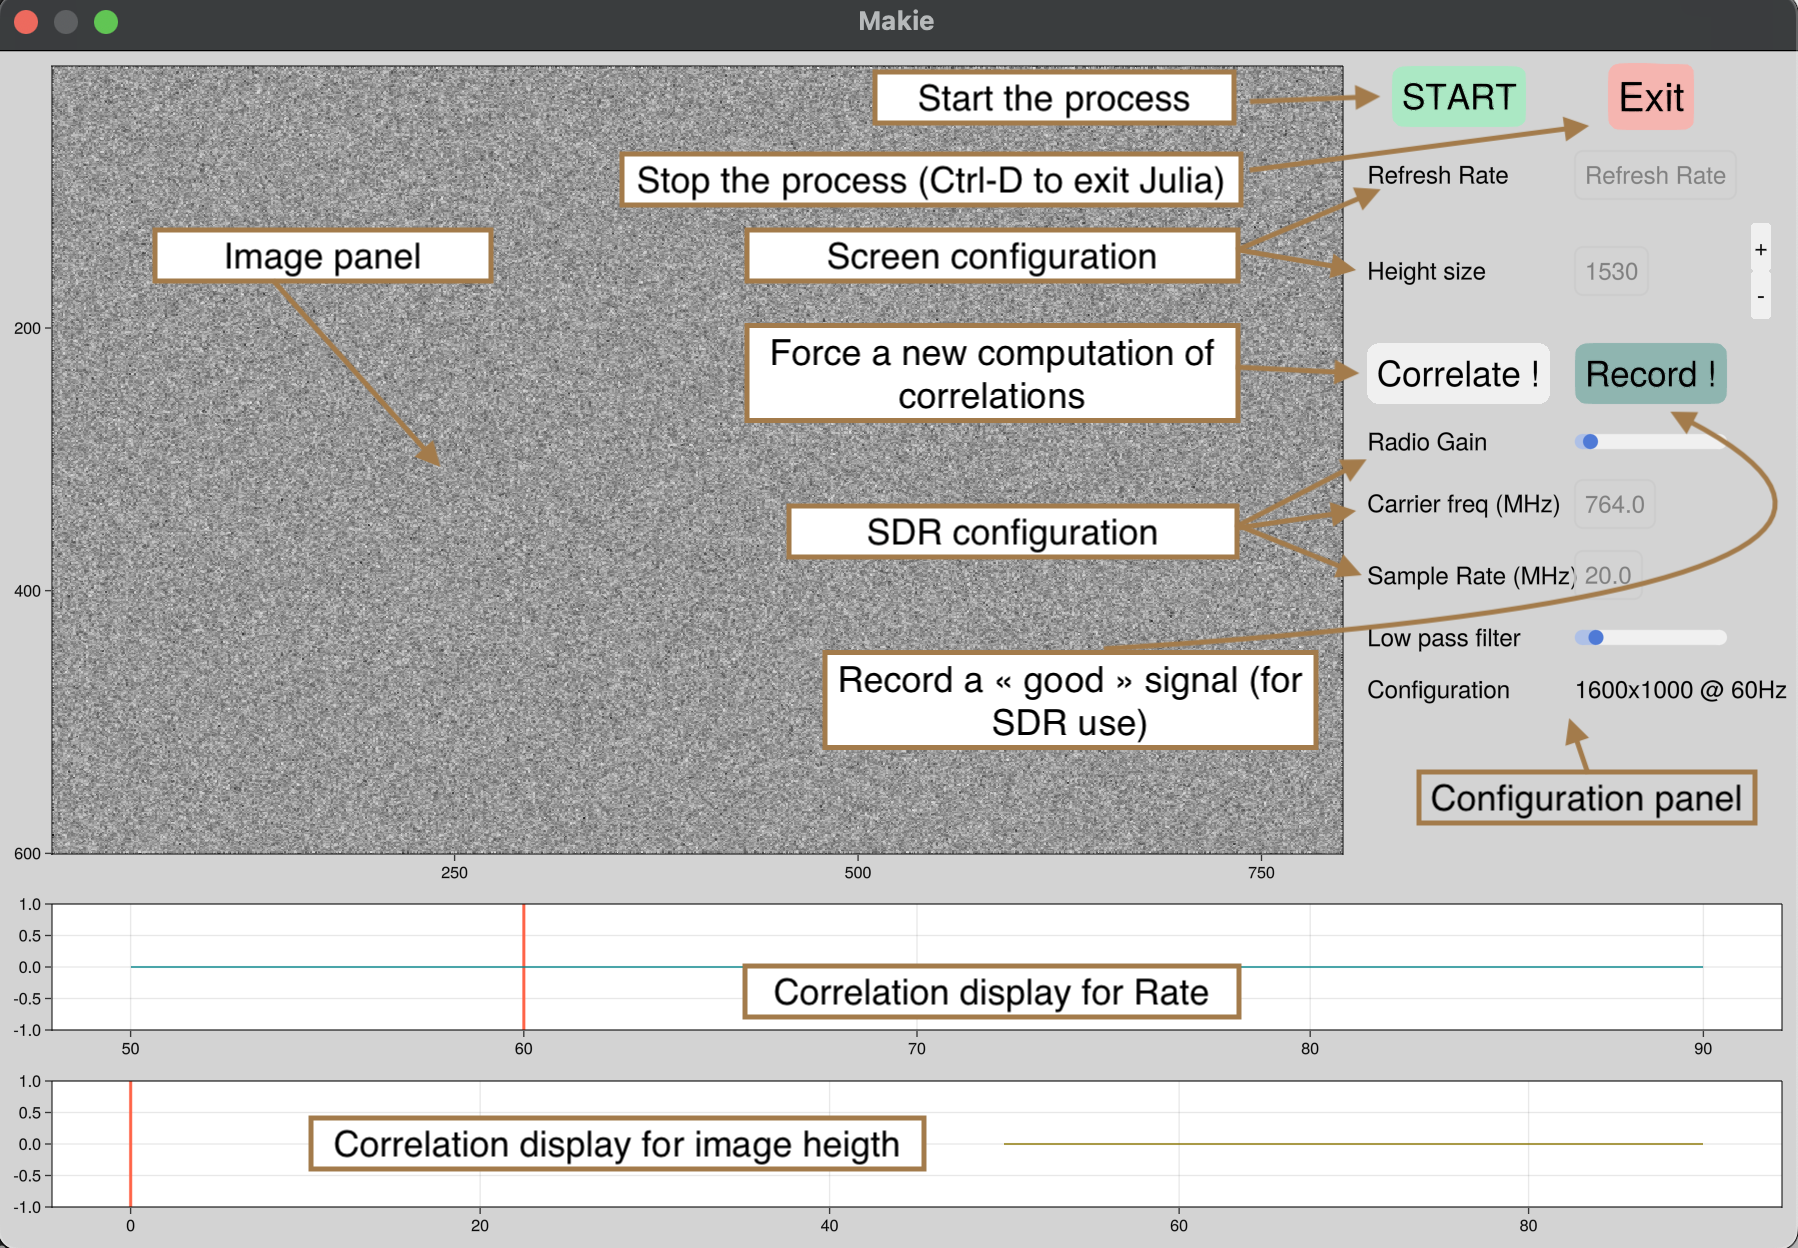 Makie
Start the process
START
Exit
Stop the process (Ctrl-D to exit Julia)
Refresh Rate
Refresh Rate
Image panel
Screen configuration
Height size
1530
+
-
200
Force a new computation of
correlations
Correlate !
Record !
Radio Gain
SDR configuration
Carrier freq (MHz)
764.0
400
Sample Rate (MHz)
20.0
Low pass filter
Record a « good » signal (for
SDR use)
Configuration
1600x1000 @ 60Hz
Configuration panel
600
250
500
750
1.0
0.5
0.0
-0.5
-1.0
Correlation display for Rate
50
60
70
80
90
1.0
0.5
0.0
-0.5
-1.0
Correlation display for image heigth
0
20
40
60
80